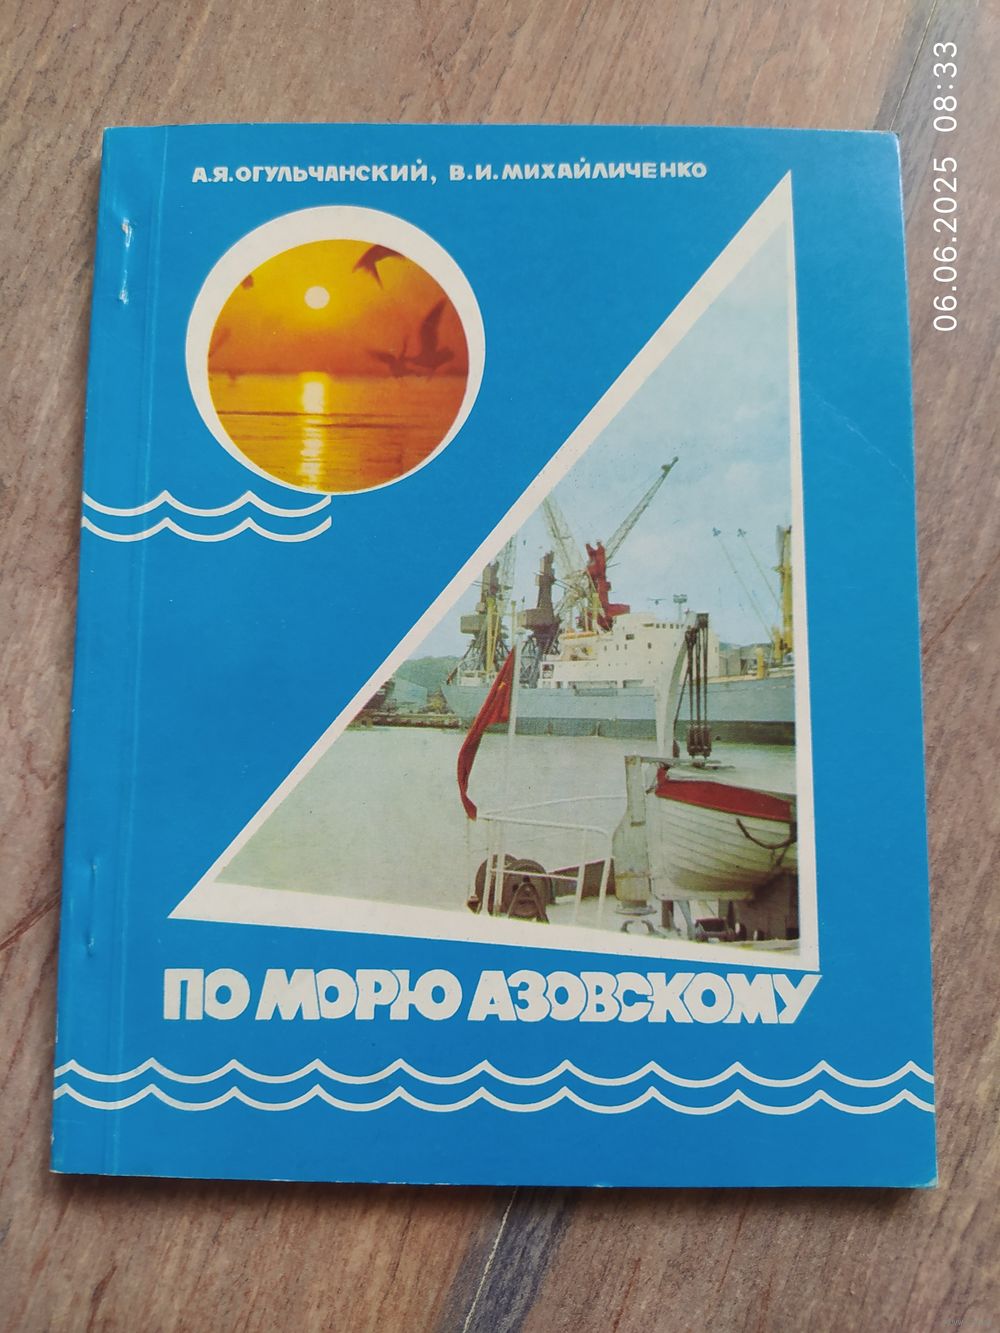 А.Я.ОГУЛЬЧАНСКИЙ, В.И.МИХАЙЛИЧЕНКО
ПО МОРЮ АЗОВСКОМУ
06.06.2025 08:33